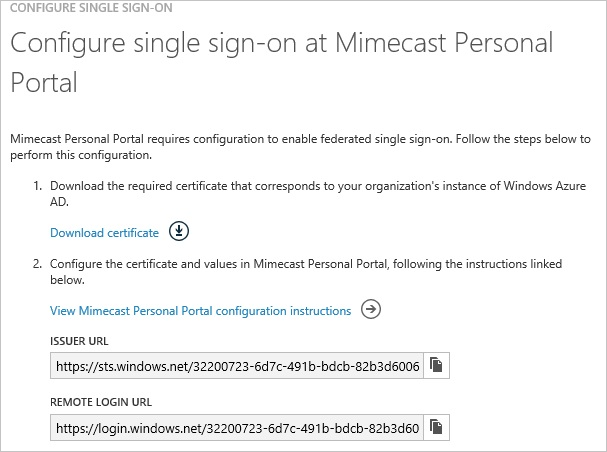 CONFIGURE SINGLE SIGN-ON
Configure single sign-on at Mimecast Personal
Portal
Mimecast Personal Portal requires configuration to enable federated single sign-on. Follow the steps below to
perform this configuration.
1. Download the required certificate that corresponds to your organization's instance of Windows Azure
AD.
Download certificate
2. Configure the certificate and values in Mimecast Personal Portal, following the instructions linked
below.
View Mimecast Personal Portal configuration instructions
ISSUER URL
https://sts.windows.net/32200723-6d7c-491b-bdcb-82b3d6006
REMOTE LOGIN URL
https://login.windows.net/32200723-6d7c-491b-bdcb-82b3d60